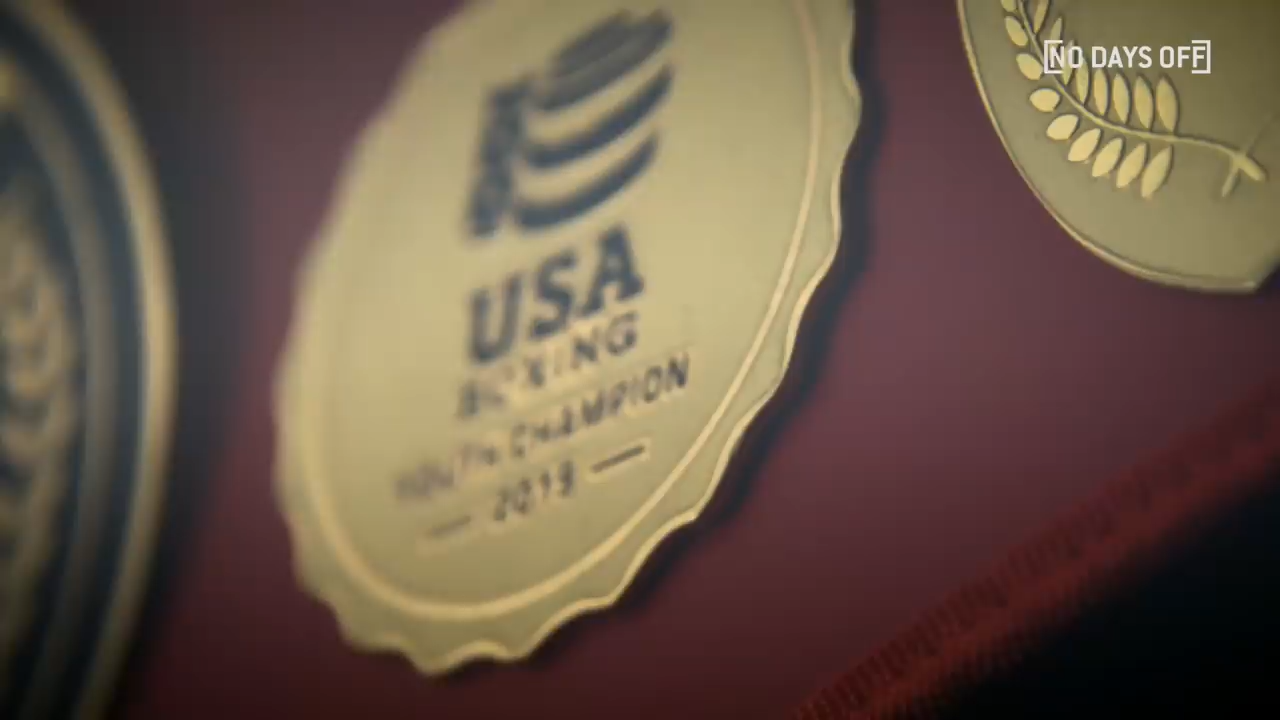 [NO DAYS OFF]
USA
BOXING
YOUTH CHAMPION
— 2019 —